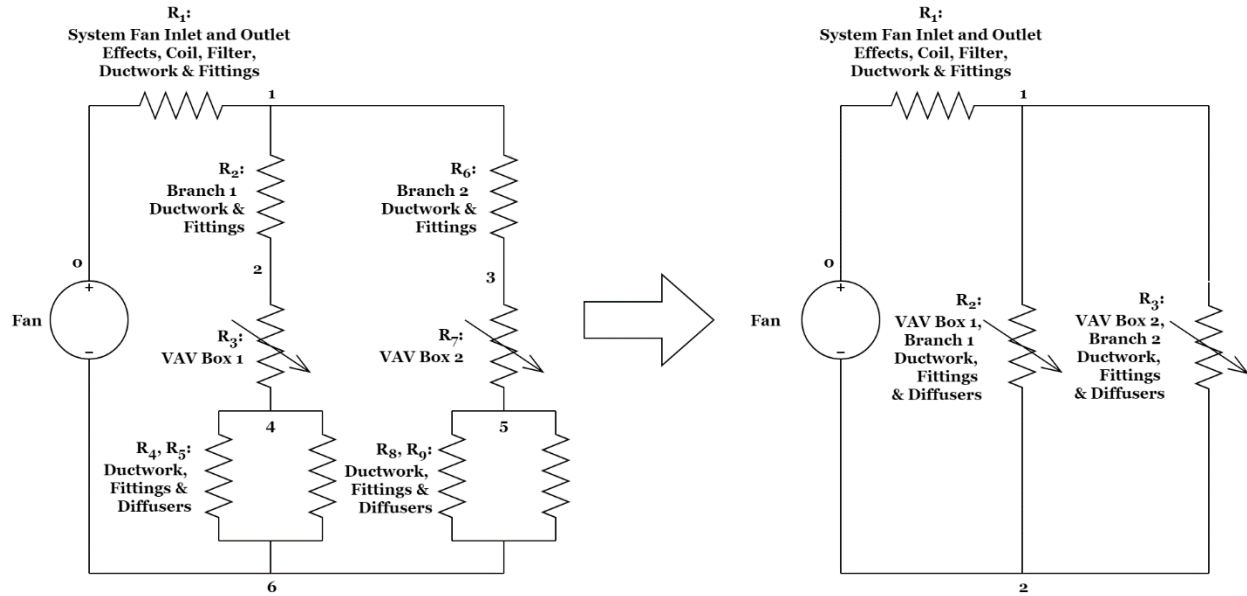 R1:
System Fan Inlet and Outlet
Effects, Coil, Filter,
Ductwork & Fittings
1
R2:
Branch 1
Ductwork &
Fittings
R6:
Branch 2
Ductwork &
Fittings
0
2
3
+
Fan
−
R3:
VAV Box 1
R7:
VAV Box 2
4
5
R4, R5:
Ductwork,
Fittings &
Diffusers
R8, R9:
Ductwork,
Fittings &
Diffusers
6
R1:
System Fan Inlet and Outlet
Effects, Coil, Filter,
Ductwork & Fittings
1
0
+
Fan
−
R2:
VAV Box 1,
Branch 1
Ductwork,
Fittings
& Diffusers
R3:
VAV Box 2,
Branch 2
Ductwork,
Fittings
& Diffusers
2